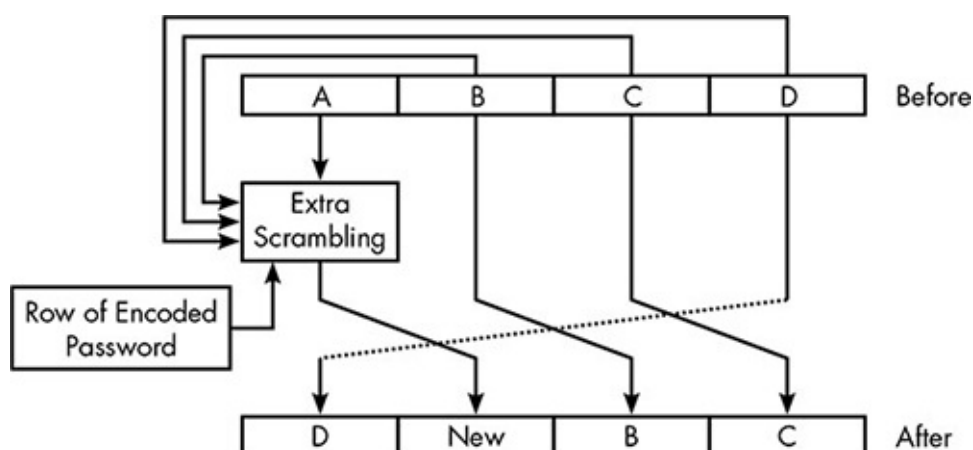 A B C D Before
Extra
Scrambling
Row of Encoded
Password
D New B C After